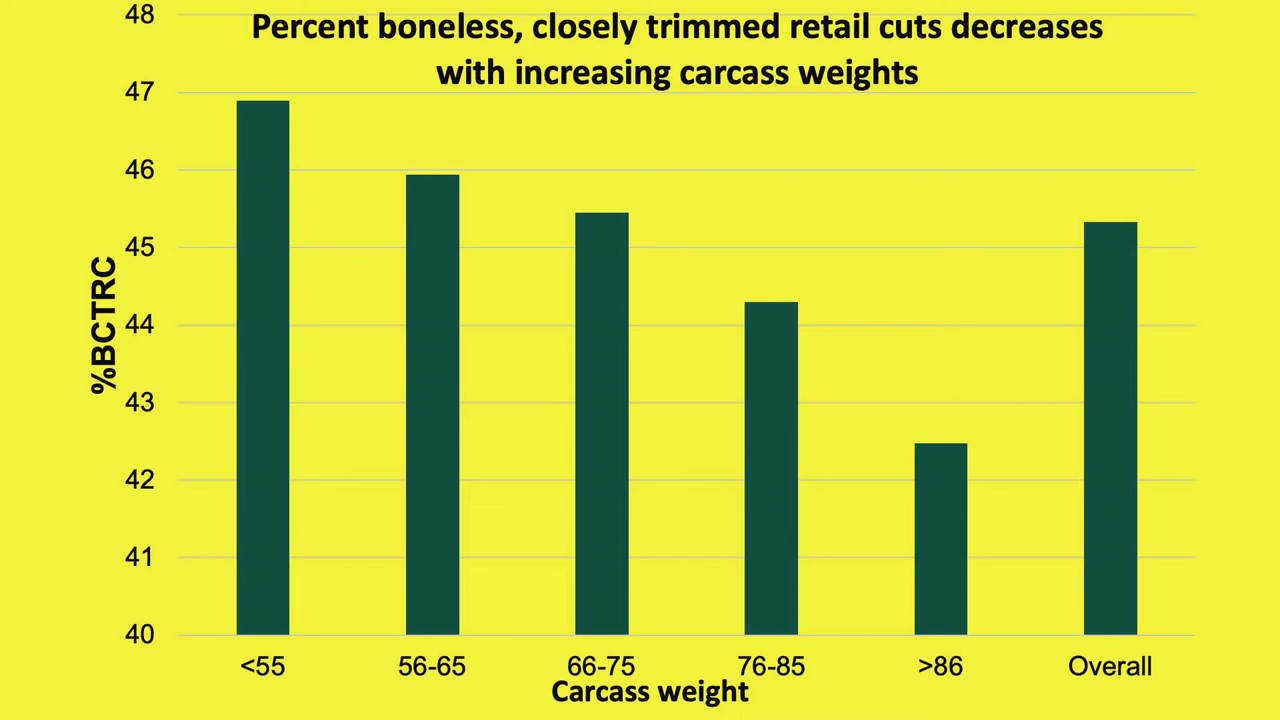 48
Percent boneless, closely trimmed retail cuts decreases
with increasing carcass weights
47
46
45
44
43
42
41
40
%BCTRC
<55 56-65 66-75 76-85 >86 Overall
Carcass weight